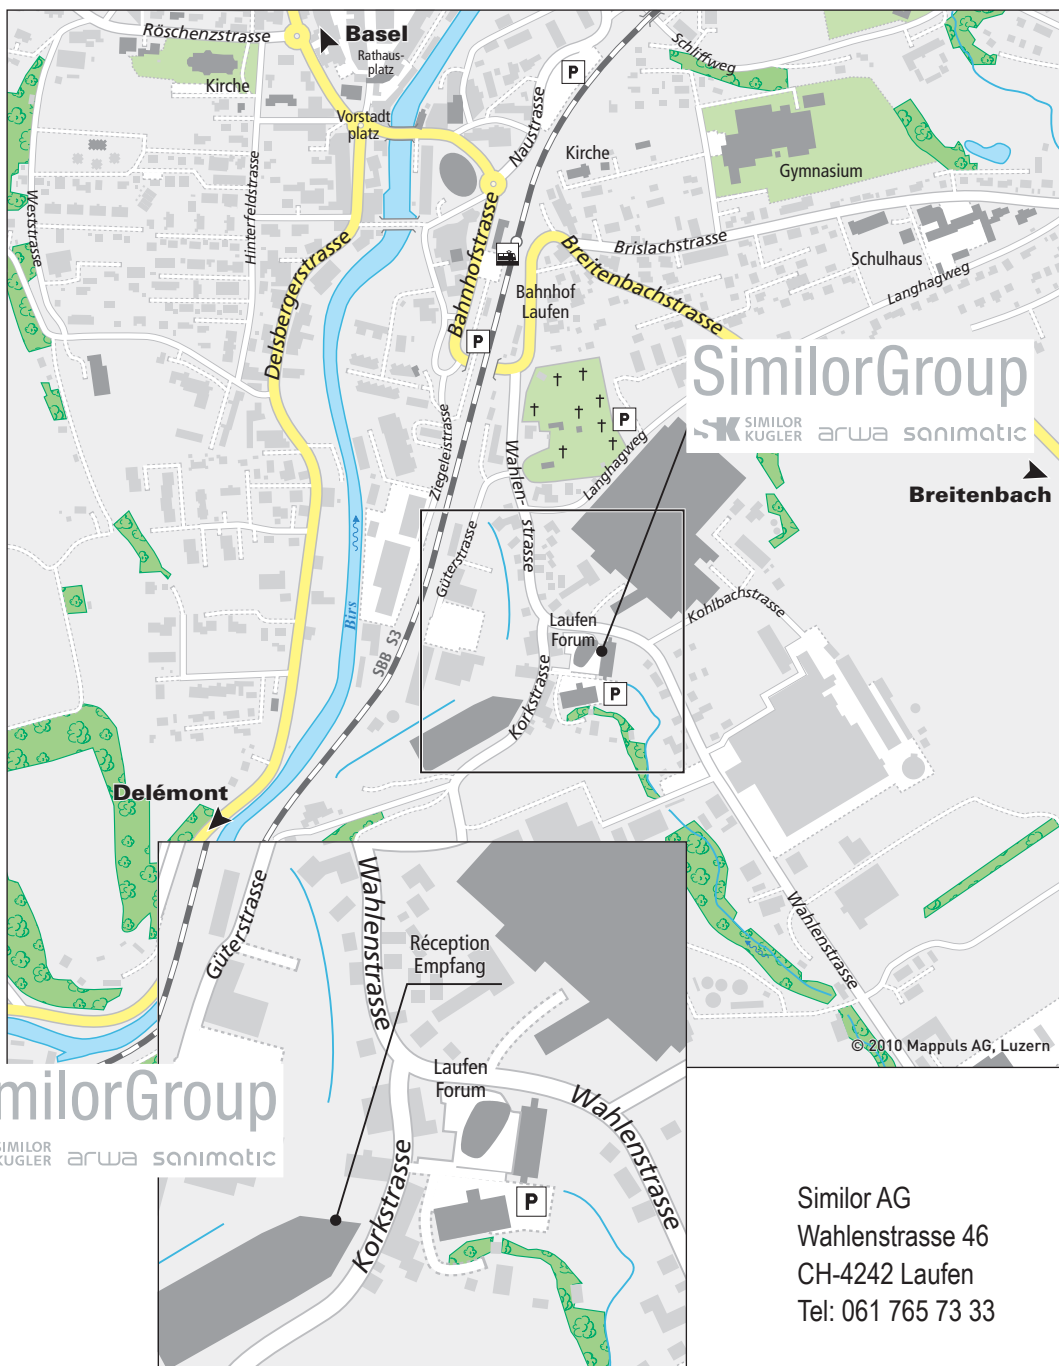 Röschenzstrasse
Basel
Rathaus-
platz
Kirche
Vorstadt
platz
P
Schliffweg
Naustrasse
Kirche
Gymnasium
Weststrasse
Hinterfeldstrasse
Delsbergerstrasse
Bahnhofstrasse
Brislachstrasse
Breitenbachstrasse
Schulhaus
Langhagweg
Bahnhof
Laufen
P
SimilorGroup
SK SIMILOR
KUGLER arwa sanimatic
P
Ziegeleistrasse
Wahlen-
strasse
Langhagweg
Breitenbach
Güterstrasse
Birs
SBB S3
Kohlbachstrasse
Laufen
Forum
P
Korkstrasse
Delémont
Wahlenstrasse
Güterstrasse
Wahlenstrasse
Réception
Empfang
© 2010 Mappuls AG, Luzern
Laufen
Forum
milorGroup
SIMILOR
KUGLER arwa sanimatic
Wahlenstrasse
Korkstrasse
P
Similor AG
Wahlenstrasse 46
CH-4242 Laufen
Tel: 061 765 73 33